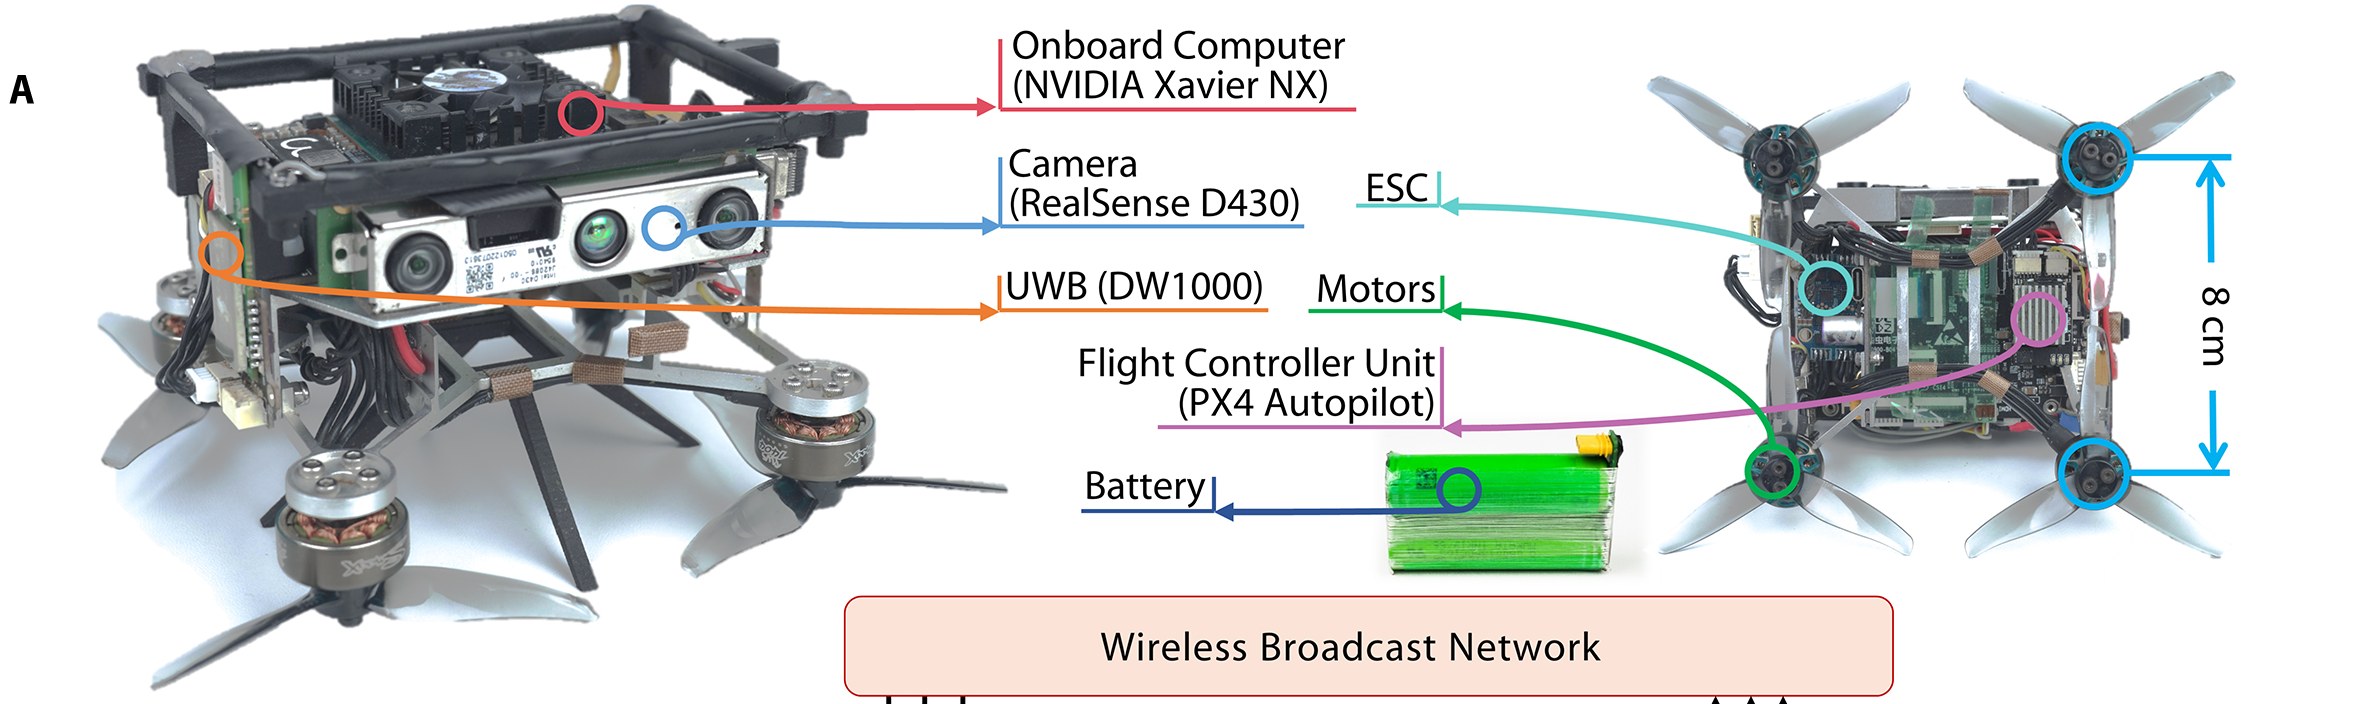 A
Onboard Computer
(NVIDIA Xavier NX)
Camera
(RealSense D430)
ESC
UWB (DW1000)
Motors
Flight Controller Unit
(PX4 Autopilot)
Battery
8 cm
Wireless Broadcast Network